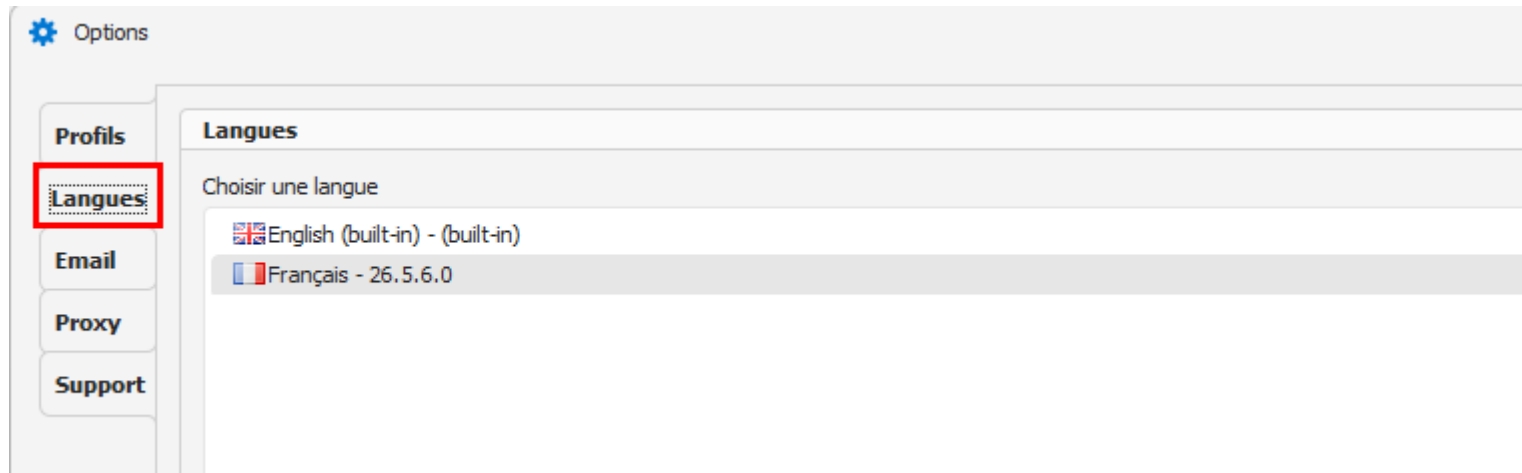 Options
Profils
Langues
Email
Proxy
Support
Langues
Choisir une langue
English (built-in) - (built-in)
Français - 26.5.6.0